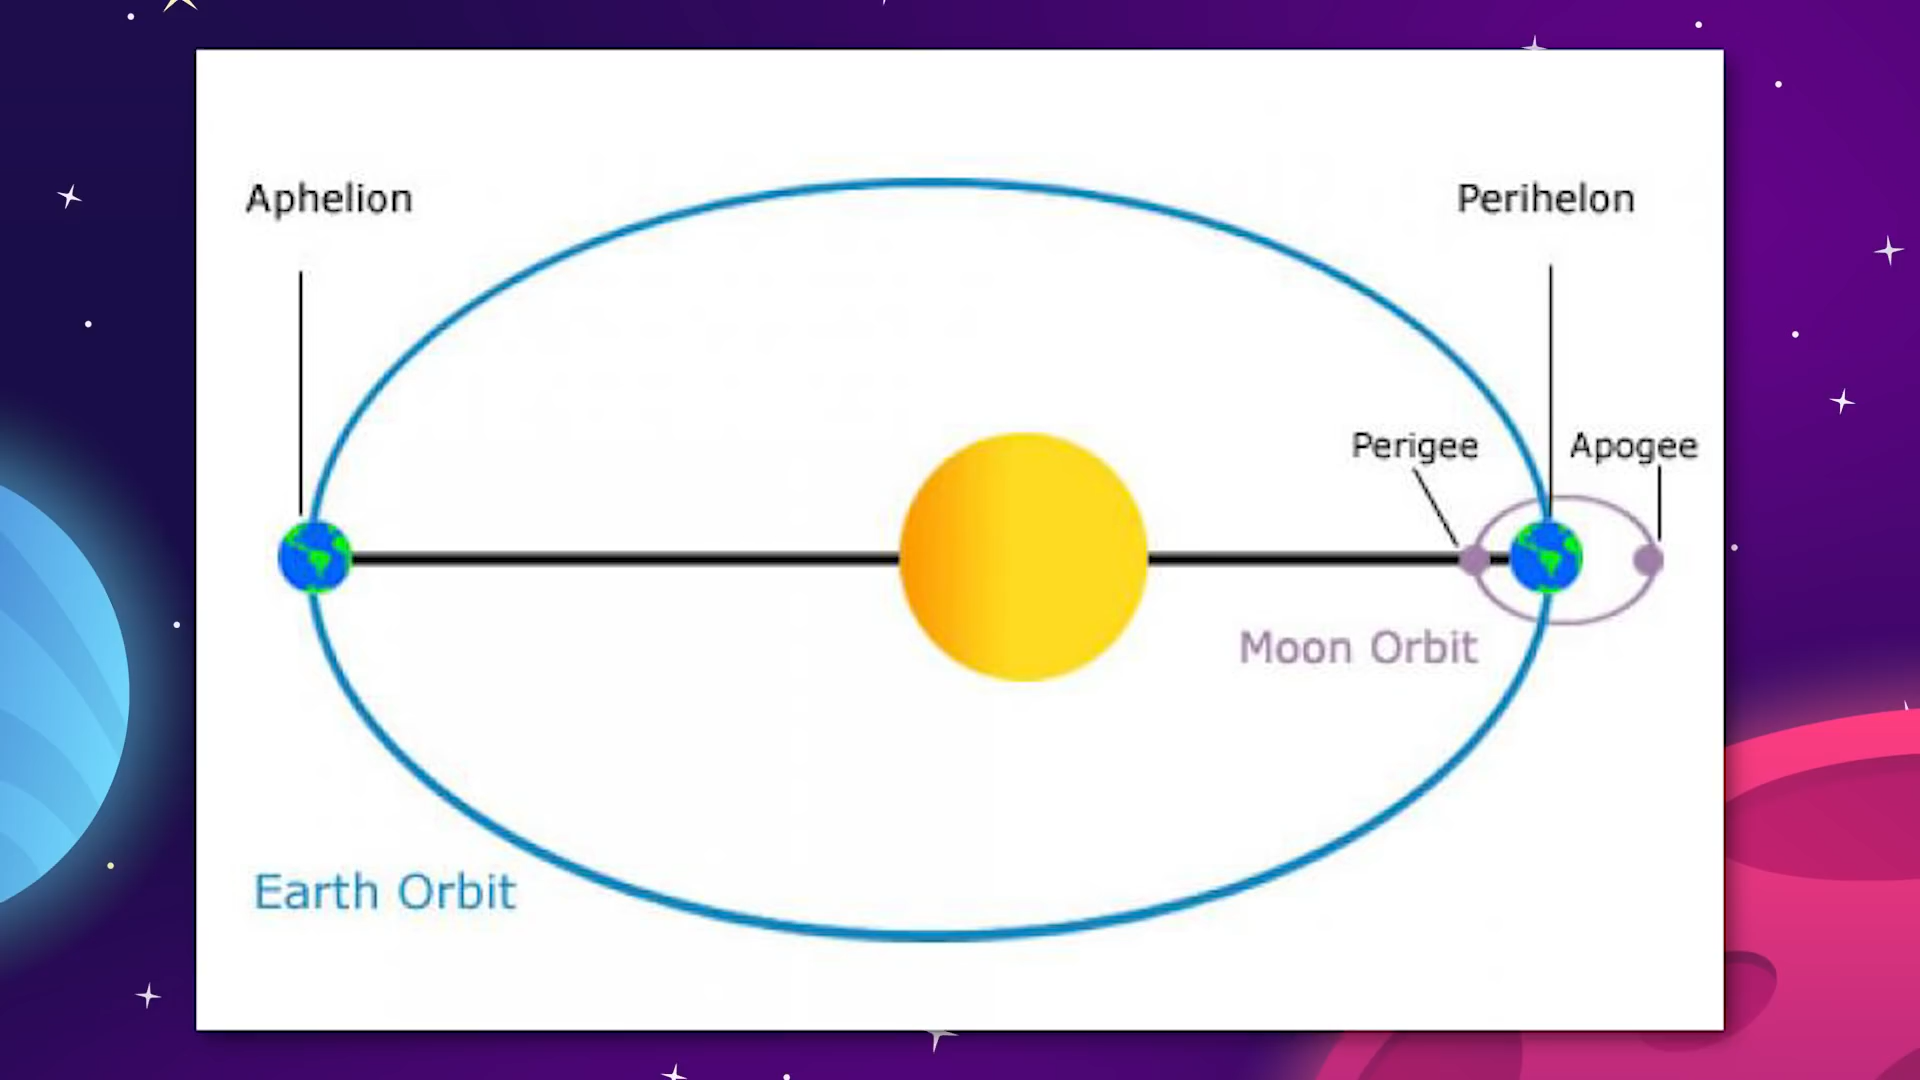 Aphelion
Perihelon
Perigee
Apogee
Moon Orbit
Earth Orbit